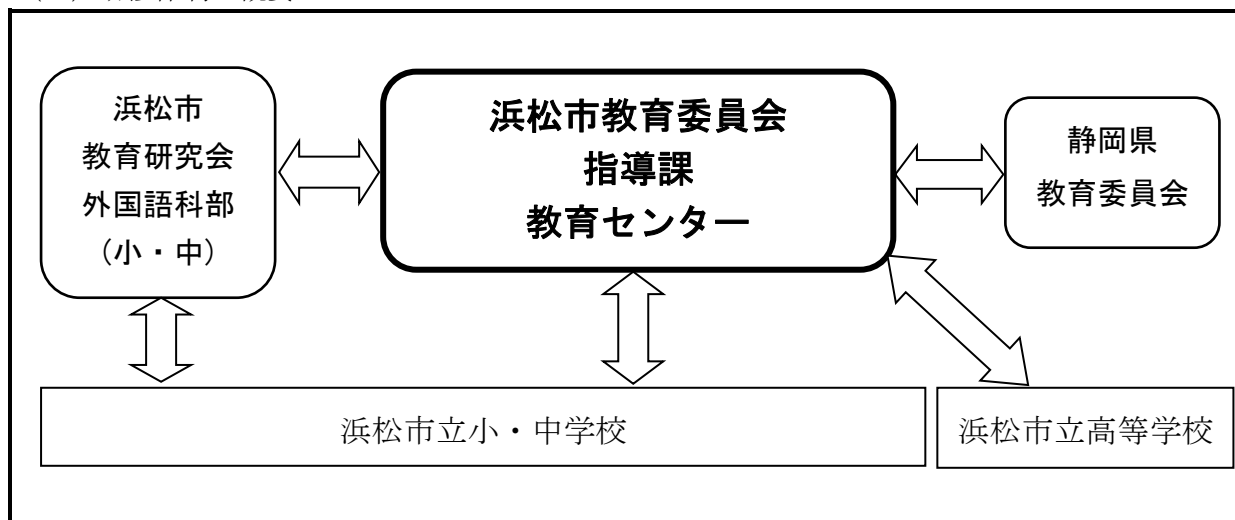 浜松市
教育研究会
外国語科部
（小・中）
浜松市教育委員会
指導課
教育センター
静岡県
教育委員会
浜松市立小・中学校
浜松市立高等学校